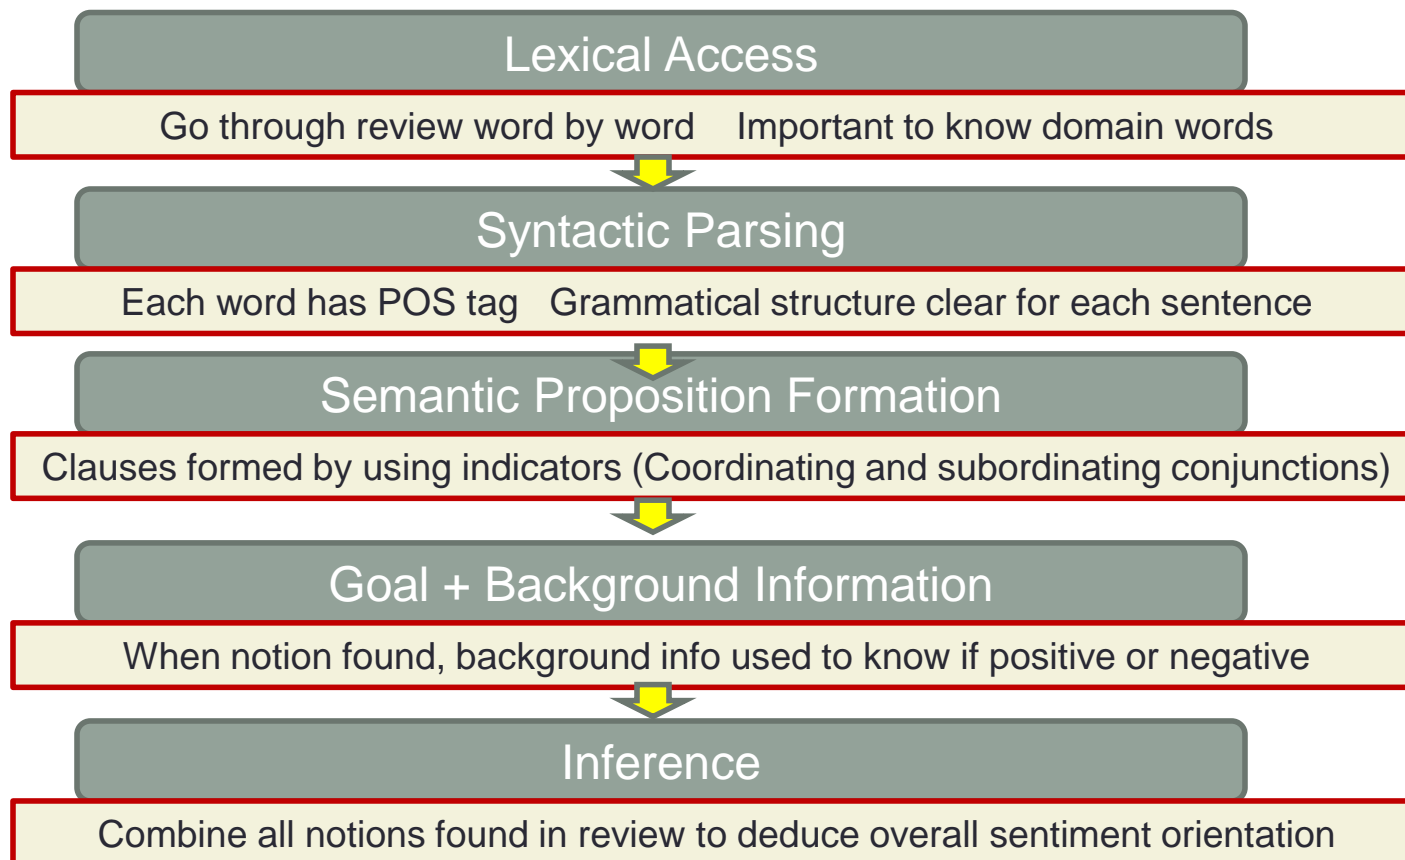 Lexical Access
Go through review word by word Important to know domain words
Syntactic Parsing
Each word has POS tag Grammatical structure clear for each sentence
Semantic Proposition Formation
Clauses formed by using indicators (Coordinating and subordinating conjunctions)
Goal + Background Information
When notion found, background info used to know if positive or negative
Inference
Combine all notions found in review to deduce overall sentiment orientation